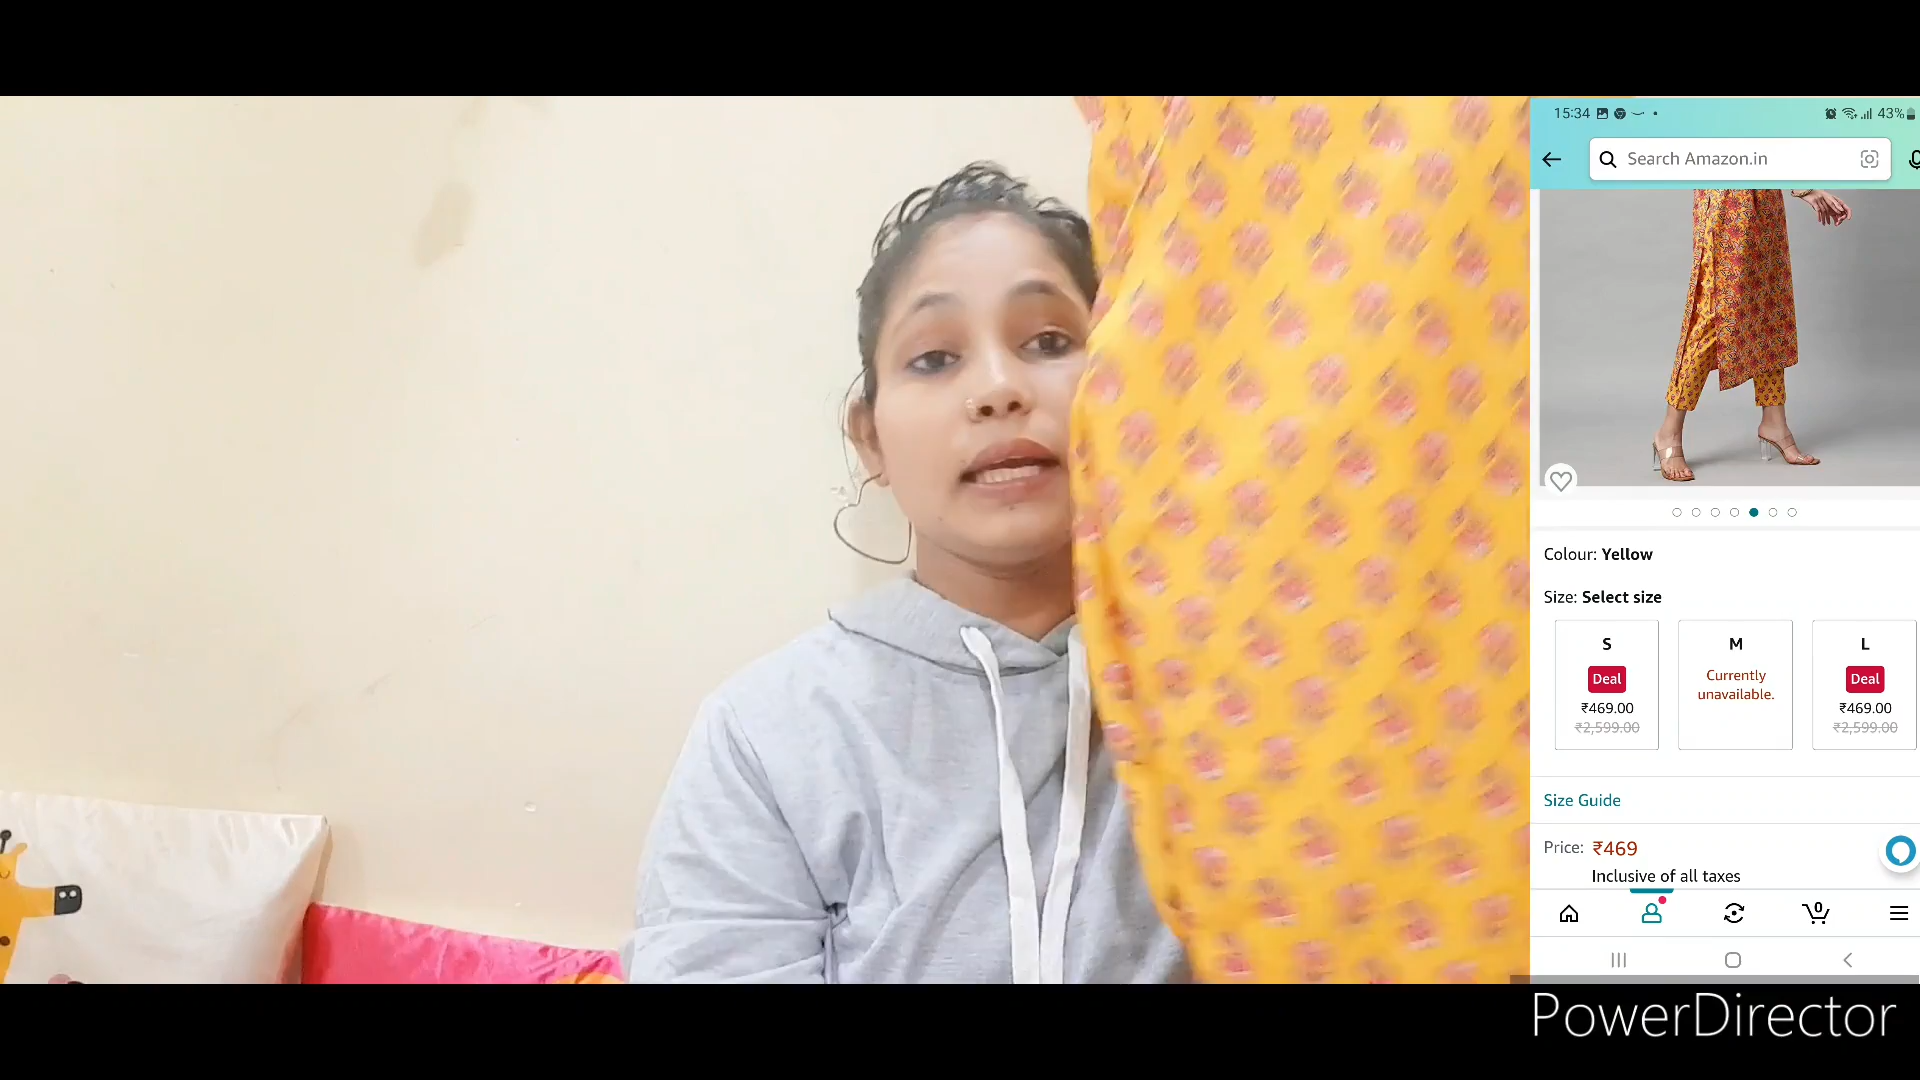 15:34
43%
Search Amazon.in
Colour: Yellow
Size: Select size
S
Deal
₹469.00
₹2,599.00
M
Currently
unavailable.
L
Deal
₹469.00
₹2,599.00
Size Guide
Price: ₹469
Inclusive of all taxes
0
PowerDirector